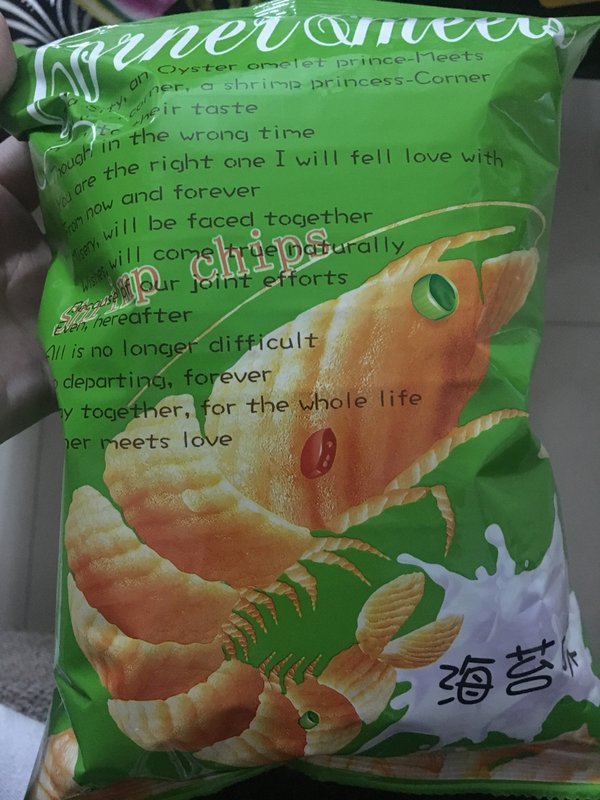 Corner & meets
an Oyster omelet prince-Meets
a shrimp princess-Corner
their taste
in the wrong time
You are the right one I will fell love with
From now and forever
will be faced together
will come true naturally
shrimp chips
our joint efforts
Even, hereafter
All is no longer difficult
departing, forever
together, for the whole life
meets love
海苔